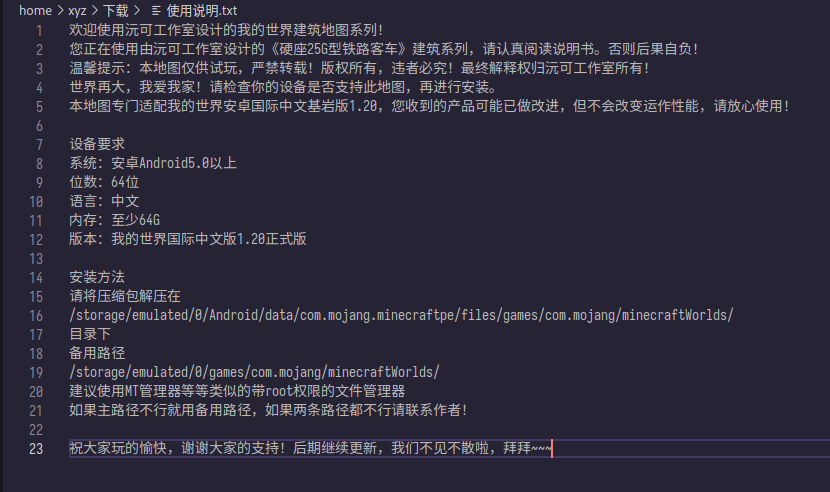 home > xyz > 下载 > 使用说明.txt
1 欢迎使用沅可工作室设计的我的世界建筑地图系列！
2 您正在使用由沅可工作室设计的《硬座25G型铁路客车》建筑系列，请认真阅读说明书。否则后果自负！
3 温馨提示：本地图仅供试玩，严禁转载！版权所有，违者必究！最终解释权归沅可工作室所有！
4 世界再大，我爱我家！请检查你的设备是否支持此地图，再进行安装。
5 本地图专门适配我的世界安卓国际中文基岩版1.20，您收到的产品可能已做改进，但不会改变运作性能，请放心使用！
6
7 设备要求
8 系统：安卓Android5.0以上
9 位数：64位
10 语言：中文
11 内存：至少64G
12 版本：我的世界国际中文版1.20正式版
13
14 安装方法
15 请将压缩包解压在
16 /storage/emulated/0/Android/data/com.mojang.minecraftpe/files/games/com.mojang/minecraftWorlds/
17 目录下
18 备用路径
19 /storage/emulated/0/games/com.mojang/minecraftWorlds/
20 建议使用MT管理器等等类似的带root权限的文件管理器
21 如果主路径不行就用备用路径，如果两条路径都不行请联系作者！
22
23 祝大家玩的愉快，谢谢大家的支持！后期继续更新，我们不见不散啦，拜拜~~~